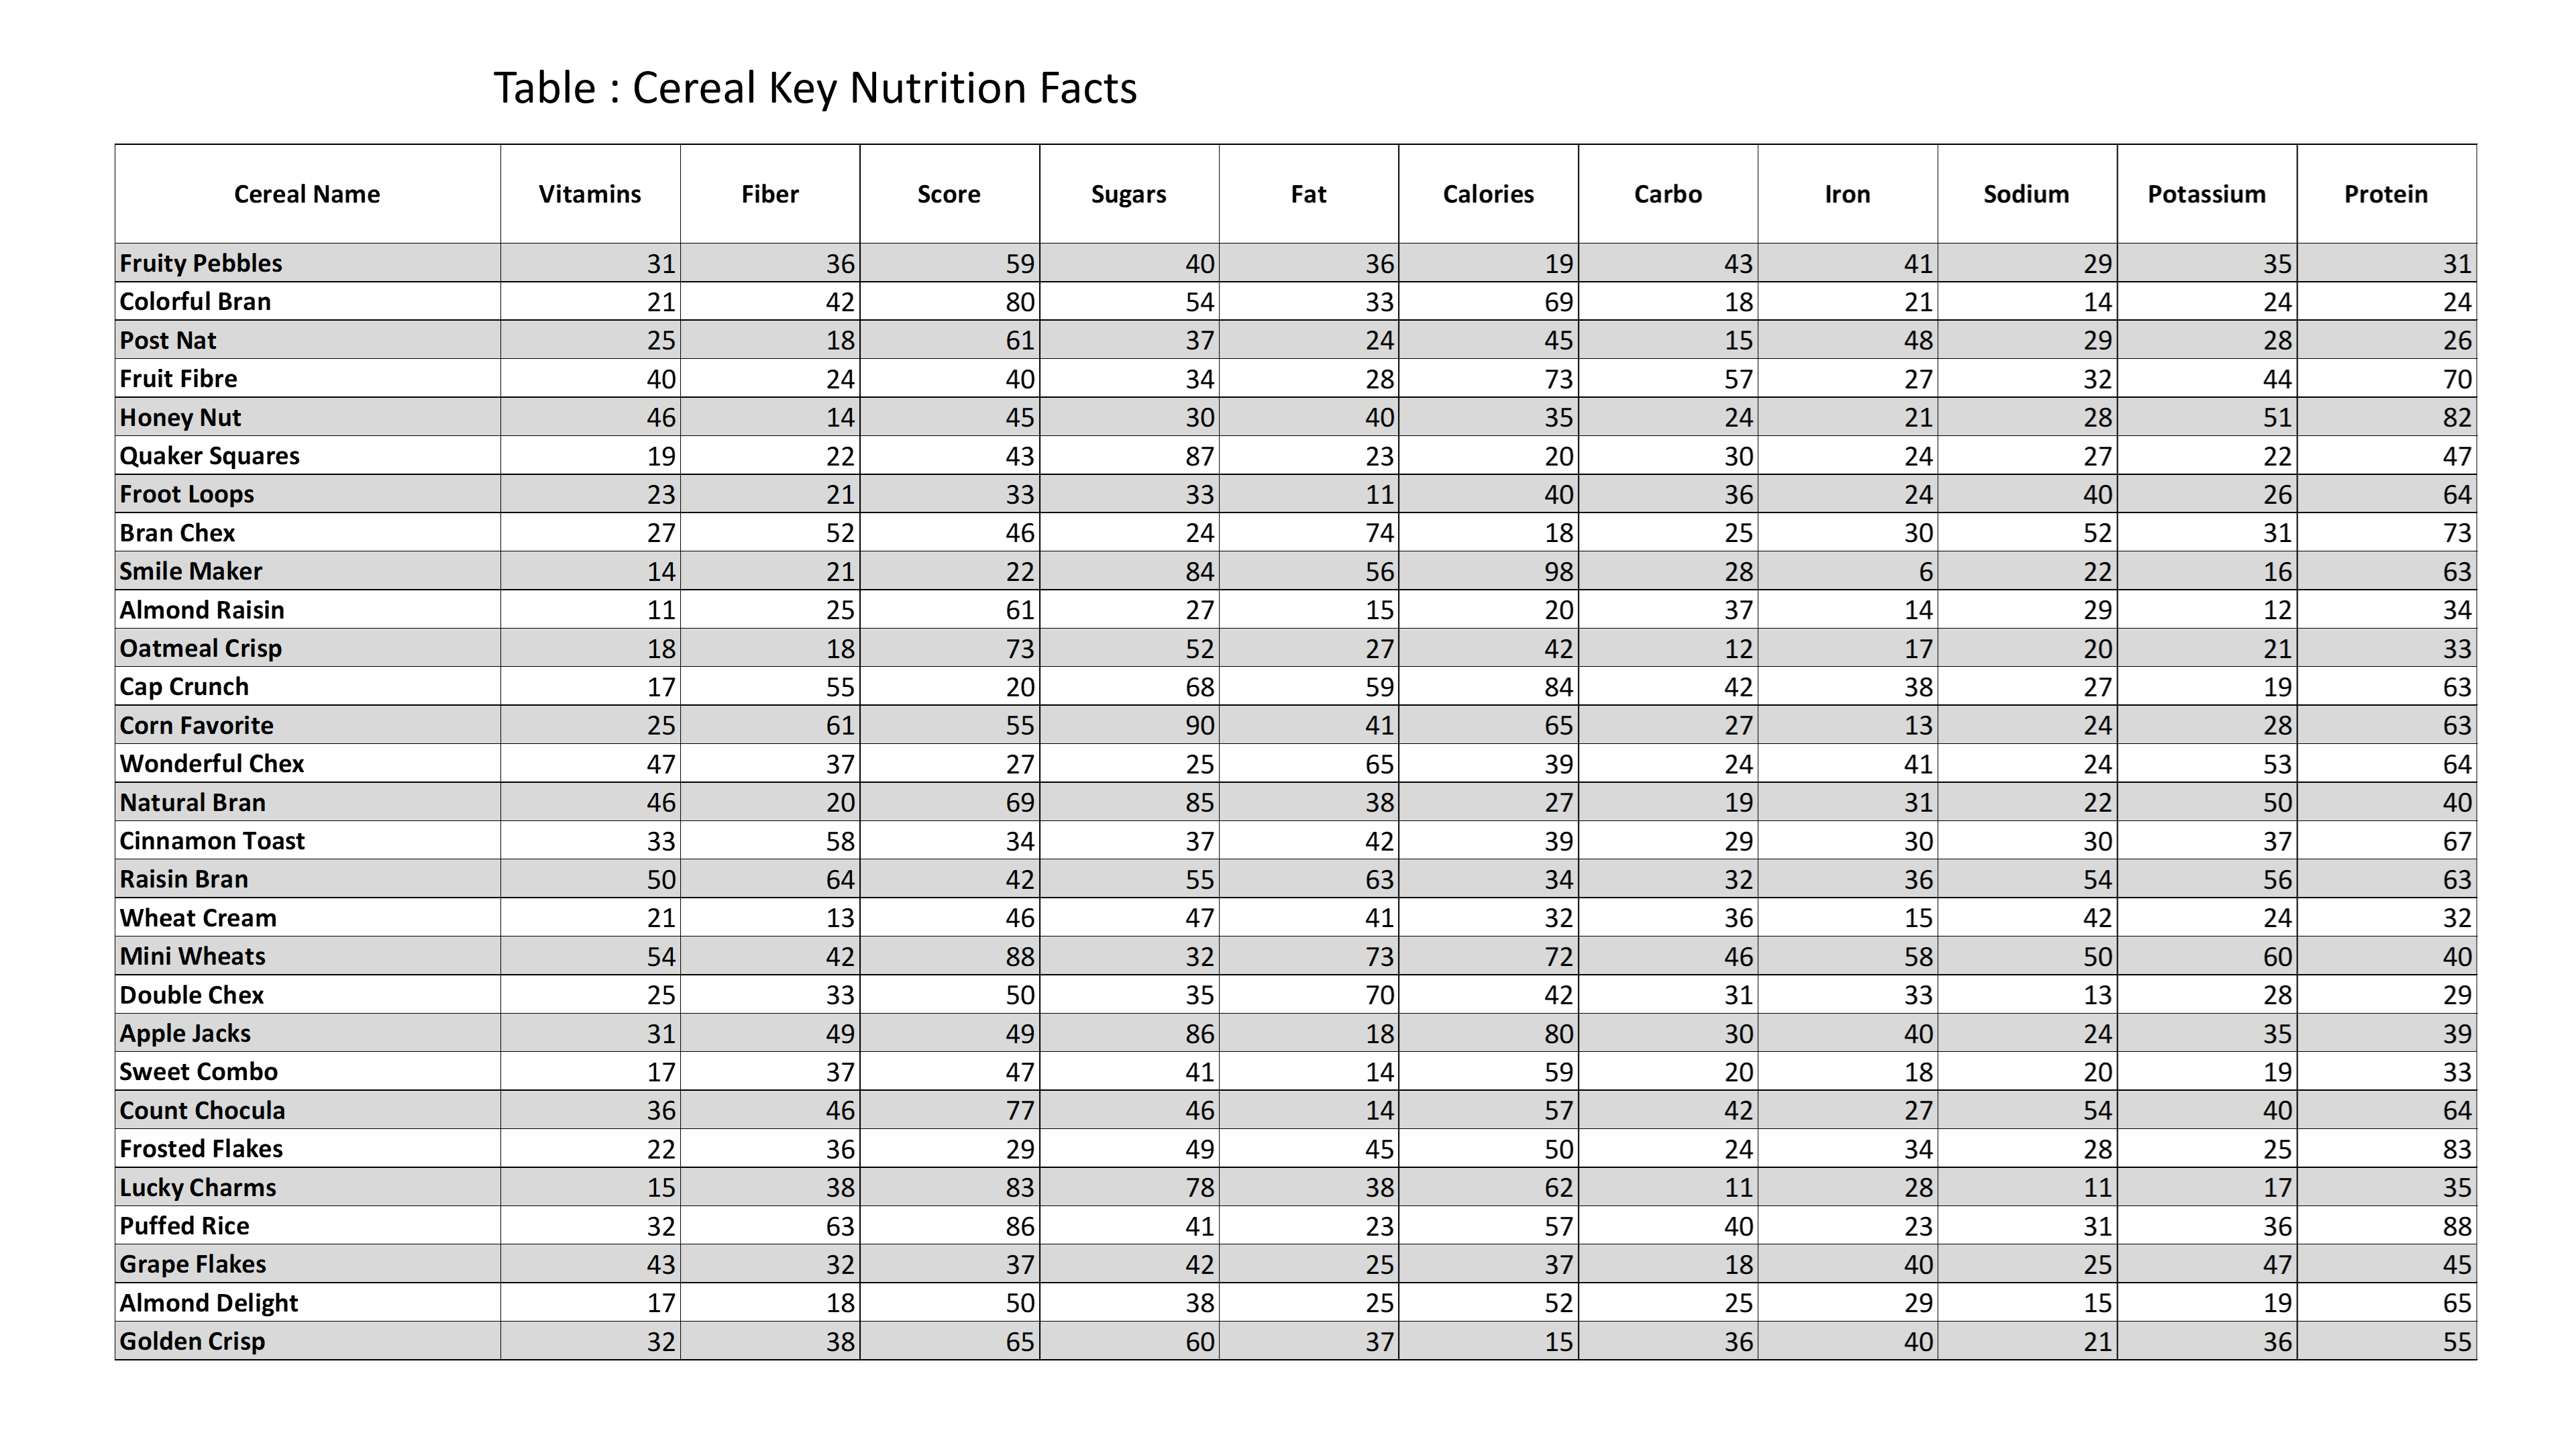 Table : Cereal Key Nutrition Facts
Cereal Name Vitamins Fiber Score Sugars Fat Calories Carbo Iron Sodium Potassium Protein
Fruity Pebbles 31 36 59 40 36 19 43 41 29 35 31
Colorful Bran 21 42 80 54 33 69 18 21 14 24 24
Post Nat 25 18 61 37 24 45 15 48 29 28 26
Fruit Fibre 40 24 40 34 28 73 57 27 32 44 70
Honey Nut 46 14 45 30 40 35 24 21 28 51 82
Quaker Squares 19 22 43 87 23 20 30 24 27 22 47
Froot Loops 23 21 33 33 11 40 36 24 40 26 64
Bran Chex 27 52 46 24 74 18 25 30 52 31 73
Smile Maker 14 21 22 84 56 98 28 6 22 16 63
Almond Raisin 11 25 61 27 15 20 37 14 29 12 34
Oatmeal Crisp 18 18 73 52 27 42 12 17 20 21 33
Cap Crunch 17 55 20 68 59 84 42 38 27 19 63
Corn Favorite 25 61 55 90 41 65 27 13 24 28 63
Wonderful Chex 47 37 27 25 65 39 24 41 24 53 64
Natural Bran 46 20 69 85 38 27 19 31 22 50 40
Cinnamon Toast 33 58 34 37 42 39 29 30 30 37 67
Raisin Bran 50 64 42 55 63 34 32 36 54 56 63
Wheat Cream 21 13 46 47 41 32 36 15 42 24 32
Mini Wheats 54 42 88 32 73 72 46 58 50 60 40
Double Chex 25 33 50 35 70 42 31 33 13 28 29
Apple Jacks 31 49 49 86 18 80 30 40 24 35 39
Sweet Combo 17 37 47 41 14 59 20 18 20 19 33
Count Chocula 36 46 77 46 14 57 42 27 54 40 64
Frosted Flakes 22 36 29 49 45 50 24 34 28 25 83
Lucky Charms 15 38 83 78 38 62 11 28 11 17 35
Puffed Rice 32 63 86 41 23 57 40 23 31 36 88
Grape Flakes 43 32 37 42 25 37 18 40 25 47 45
Almond Delight 17 18 50 38 25 52 25 29 15 19 65
Golden Crisp 32 38 65 60 37 15 36 40 21 36 55